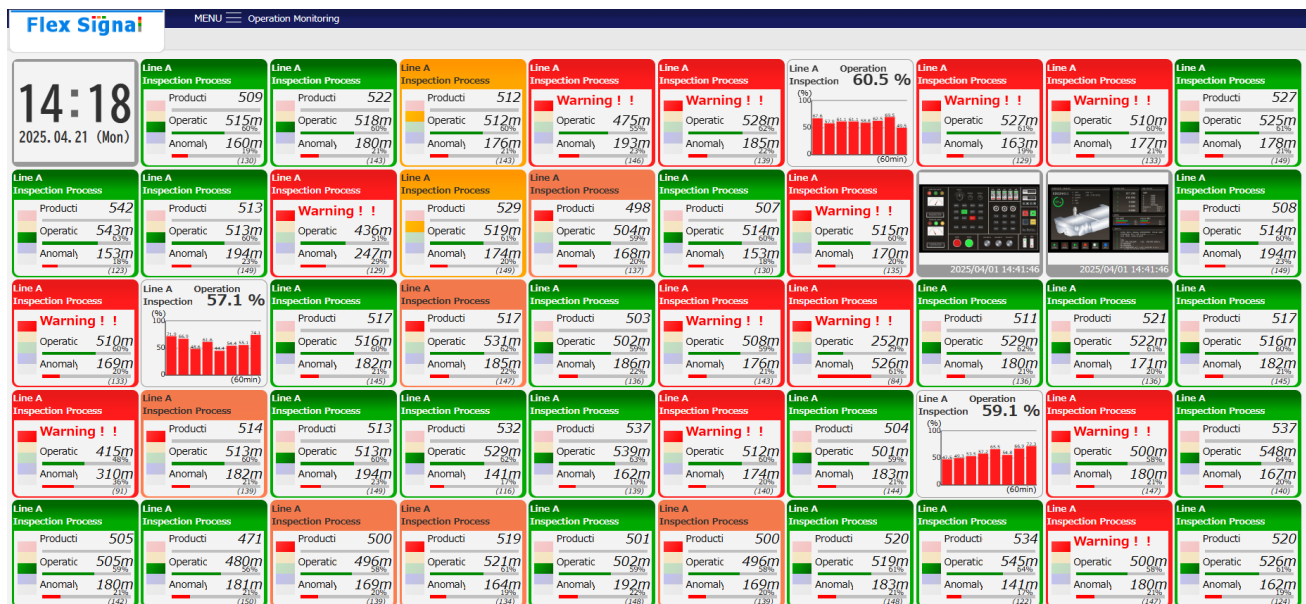 Flex Signal
MENU Operation Monitoring
14:18
2025.04.21 (Mon)
Line A
Inspection Process
Producti 509
Operatic 515m
60%
Anomaly 160m
19%
(130)
Line A
Inspection Process
Producti 522
Operatic 518m
60%
Anomaly 180m
21%
(143)
Line A
Inspection Process
Producti 512
Operatic 512m
60%
Anomaly 176m
21%
(143)
Line A
Inspection Process
Warning ! !
Operatic 475m
55%
Anomaly 193m
23%
(146)
Line A
Inspection Process
Warning ! !
Operatic 528m
62%
Anomaly 185m
22%
(139)
Line A Operation
Inspection 60.5 %
(%)
100
50
0
(60min)
Line A
Inspection Process
Warning ! !
Operatic 527m
61%
Anomaly 163m
19%
(129)
Line A
Inspection Process
Warning ! !
Operatic 510m
60%
Anomaly 177m
21%
(133)
Line A
Inspection Process
Producti 527
Operatic 525m
61%
Anomaly 178m
21%
(149)
Line A
Inspection Process
Producti 542
Operatic 543m
63%
Anomaly 153m
18%
(123)
Line A
Inspection Process
Producti 513
Operatic 513m
60%
Anomaly 194m
23%
(149)
Line A
Inspection Process
Warning ! !
Operatic 436m
51%
Anomaly 247m
29%
(129)
Line A
Inspection Process
Producti 529
Operatic 519m
61%
Anomaly 174m
20%
(149)
Line A
Inspection Process
Producti 498
Operatic 504m
59%
Anomaly 168m
20%
(137)
Line A
Inspection Process
Producti 507
Operatic 514m
60%
Anomaly 153m
18%
(130)
Line A
Inspection Process
Warning ! !
Operatic 515m
60%
Anomaly 170m
20%
(135)
2025/04/01 14:41:46
2025/04/01 14:41:46
Line A
Inspection Process
Producti 508
Operatic 514m
60%
Anomaly 194m
23%
(149)
Line A
Inspection Process
Warning ! !
Operatic 510m
60%
Anomaly 169m
20%
(133)
Line A Operation
Inspection 57.1 %
(%)
100
50
0
(60min)
Line A
Inspection Process
Producti 517
Operatic 516m
60%
Anomaly 182m
21%
(145)
Line A
Inspection Process
Producti 517
Operatic 531m
62%
Anomaly 185m
22%
(147)
Line A
Inspection Process
Producti 503
Operatic 502m
59%
Anomaly 186m
22%
(136)
Line A
Inspection Process
Warning ! !
Operatic 508m
59%
Anomaly 176m
21%
(143)
Line A
Inspection Process
Warning ! !
Operatic 252m
29%
Anomaly 526m
61%
(84)
Line A
Inspection Process
Producti 511
Operatic 529m
62%
Anomaly 180m
21%
(136)
Line A
Inspection Process
Producti 521
Operatic 522m
61%
Anomaly 171m
20%
(136)
Line A
Inspection Process
Producti 517
Operatic 516m
60%
Anomaly 182m
21%
(145)
Line A
Inspection Process
Warning ! !
Operatic 415m
48%
Anomaly 310m
36%
(91)
Line A
Inspection Process
Producti 514
Operatic 513m
60%
Anomaly 182m
21%
(139)
Line A
Inspection Process
Producti 513
Operatic 513m
60%
Anomaly 194m
23%
(149)
Line A
Inspection Process
Producti 532
Operatic 529m
62%
Anomaly 141m
17%
(116)
Line A
Inspection Process
Producti 537
Operatic 539m
63%
Anomaly 162m
19%
(139)
Line A
Inspection Process
Warning ! !
Operatic 512m
60%
Anomaly 174m
20%
(140)
Line A
Inspection Process
Producti 504
Operatic 501m
59%
Anomaly 183m
21%
(144)
Line A Operation
Inspection 59.1 %
(%)
100
50
0
(60min)
Line A
Inspection Process
Warning ! !
Operatic 500m
58%
Anomaly 180m
21%
(147)
Line A
Inspection Process
Producti 537
Operatic 548m
64%
Anomaly 167m
20%
(140)
Line A
Inspection Process
Producti 505
Operatic 505m
59%
Anomaly 180m
21%
(142)
Line A
Inspection Process
Producti 471
Operatic 480m
56%
Anomaly 181m
21%
(150)
Line A
Inspection Process
Producti 500
Operatic 496m
58%
Anomaly 169m
20%
(139)
Line A
Inspection Process
Producti 519
Operatic 521m
61%
Anomaly 164m
19%
(134)
Line A
Inspection Process
Producti 501
Operatic 502m
59%
Anomaly 192m
22%
(148)
Line A
Inspection Process
Producti 500
Operatic 496m
58%
Anomaly 169m
20%
(139)
Line A
Inspection Process
Producti 520
Operatic 519m
61%
Anomaly 183m
21%
(148)
Line A
Inspection Process
Producti 534
Operatic 545m
64%
Anomaly 141m
17%
(122)
Line A
Inspection Process
Warning ! !
Operatic 500m
58%
Anomaly 180m
21%
(147)
Line A
Inspection Process
Producti 520
Operatic 526m
61%
Anomaly 162m
19%
(124)